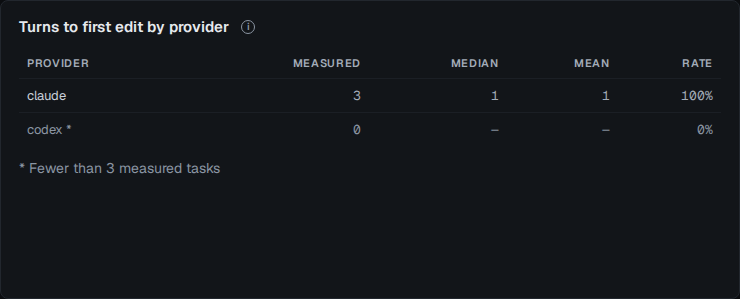 Turns to first edit by provider
PROVIDER MEASURED MEDIAN MEAN RATE
claude 3 1 1 100%
codex * 0 — — 0%
* Fewer than 3 measured tasks